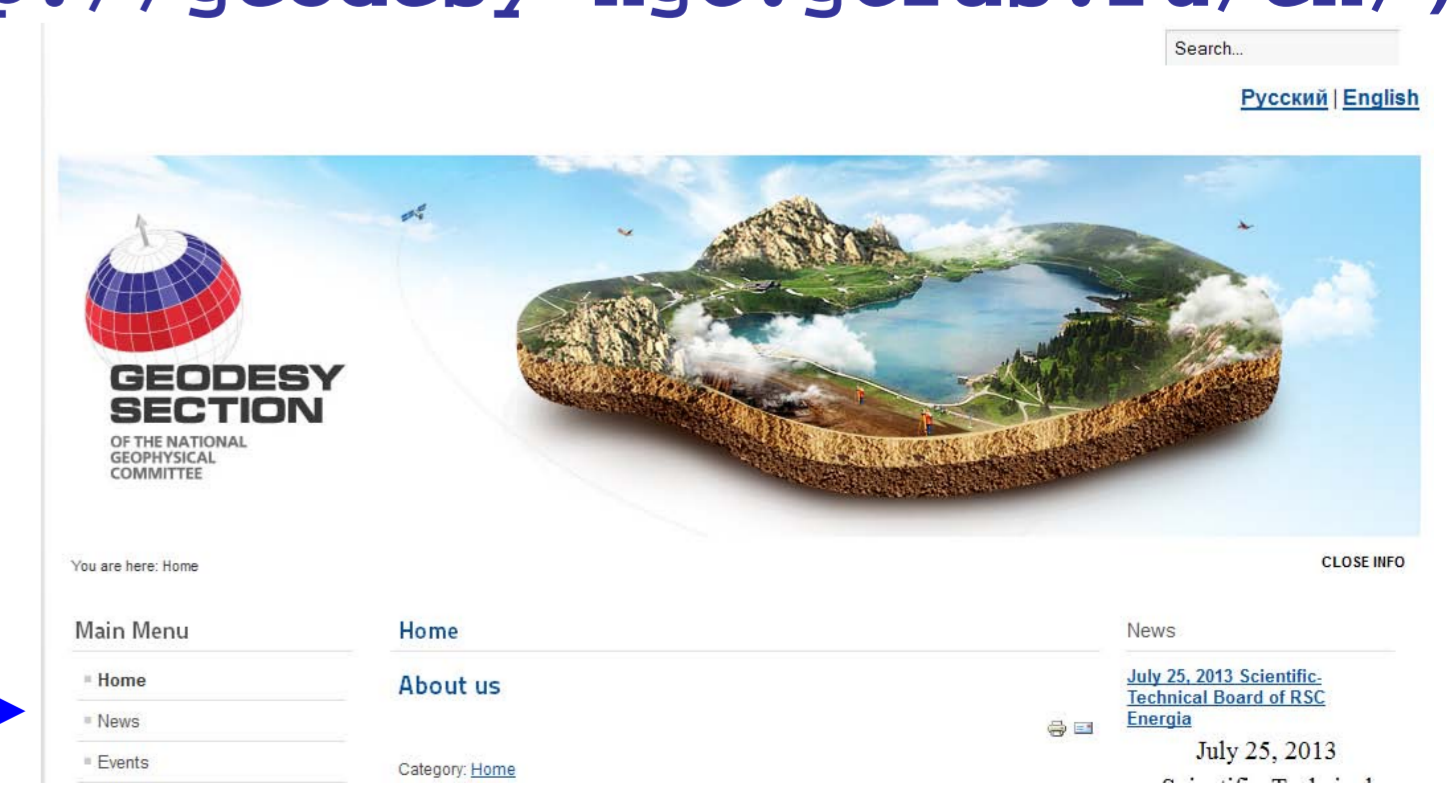 Search...
Русский | English
GEODESY
SECTION
OF THE NATIONAL
GEOPHYSICAL
COMMITTEE
You are here: Home
CLOSE INFO
Main Menu
Home
News
Events
Home
About us
Category: Home
News
July 25, 2013 Scientific-
Technical Board of RSC
Energia
July 25, 2013